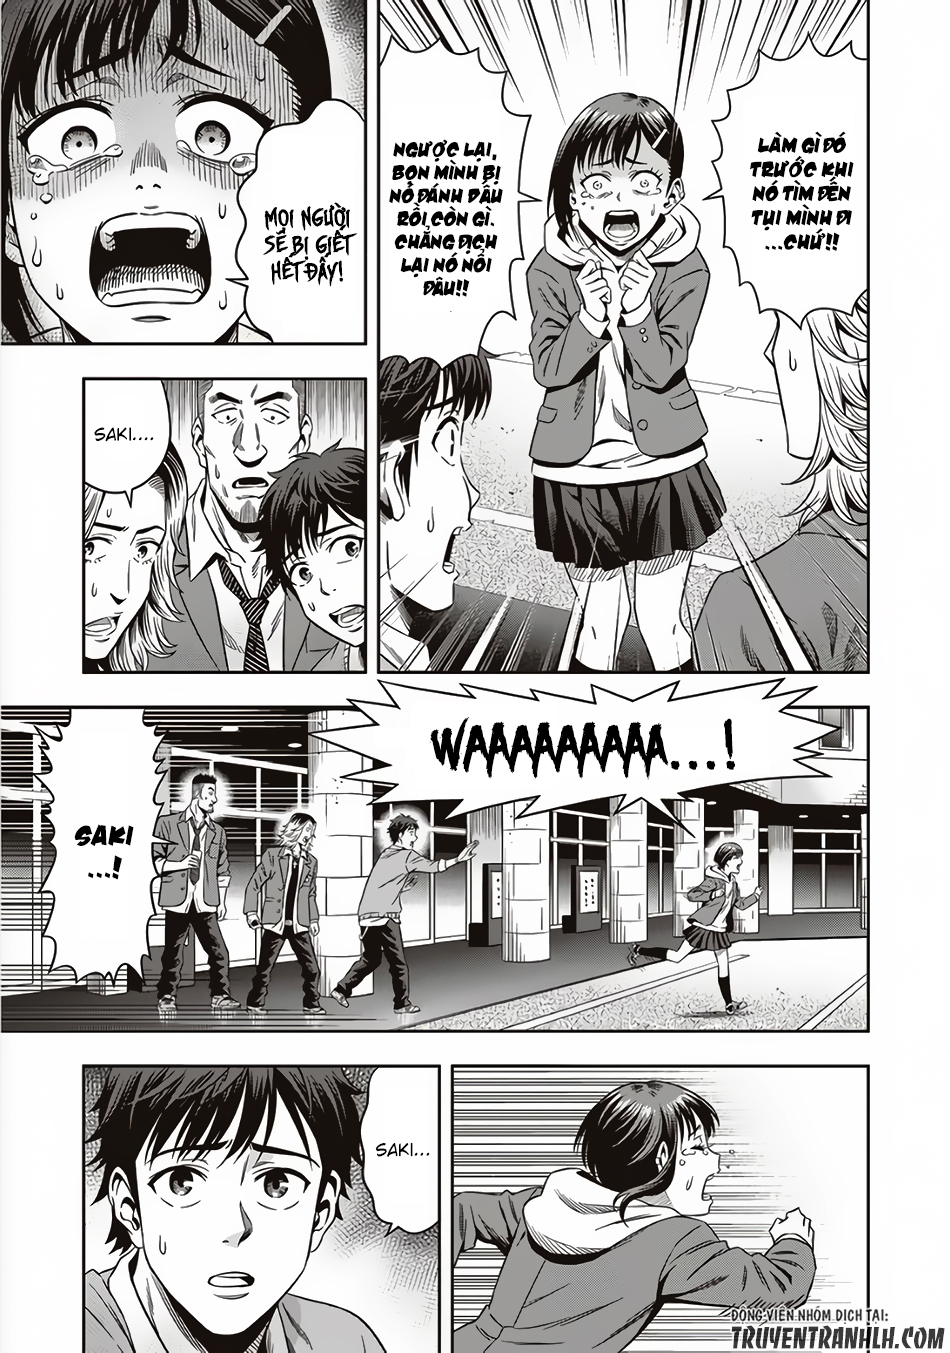 LÀM GÌ ĐÓ
TRƯỚC KHI
NÓ TÌM ĐẾN
TỤI MÌNH ĐI
...CHỨ!!
NGƯỢC LẠI,
BỌN MÌNH BỊ
NÓ ĐÁNH DẤU
RỒI CÒN GÌ.
CHẲNG ĐỊCH
LẠI NÓ NỔI
ĐÂU!!
MỌI NGƯỜI
SẼ BỊ GIẾT
HẾT ĐẤY!
SAKI....
WAAAAAAAAA....!
SAKI
...!
SAKI...
ĐỘNG VIÊN NHÓM DỊCH TẠI:
TRUYENTRANHLH.COM